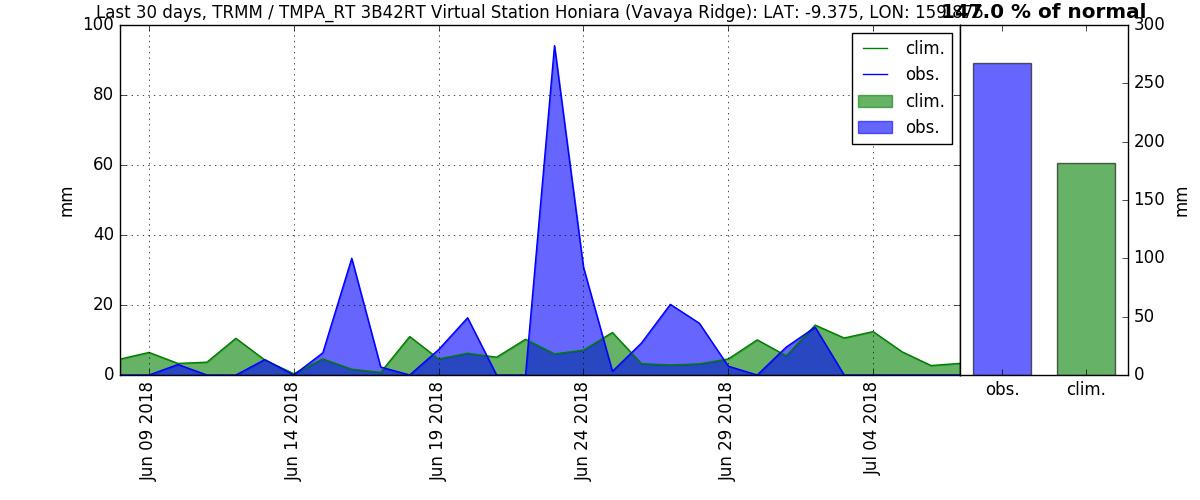 Last 30 days, TRMM / TMPA_RT 3B42RT Virtual Station Honiara (Vavaya Ridge): LAT: -9.375, LON:
147.0 % of normal
100
80
60
40
20
0
mm
clim.
obs.
clim.
obs.
Jun 09 2018
Jun 14 2018
Jun 19 2018
Jun 24 2018
Jun 29 2018
Jul 04 2018
300
250
200
150
100
50
0
mm
obs.
clim.